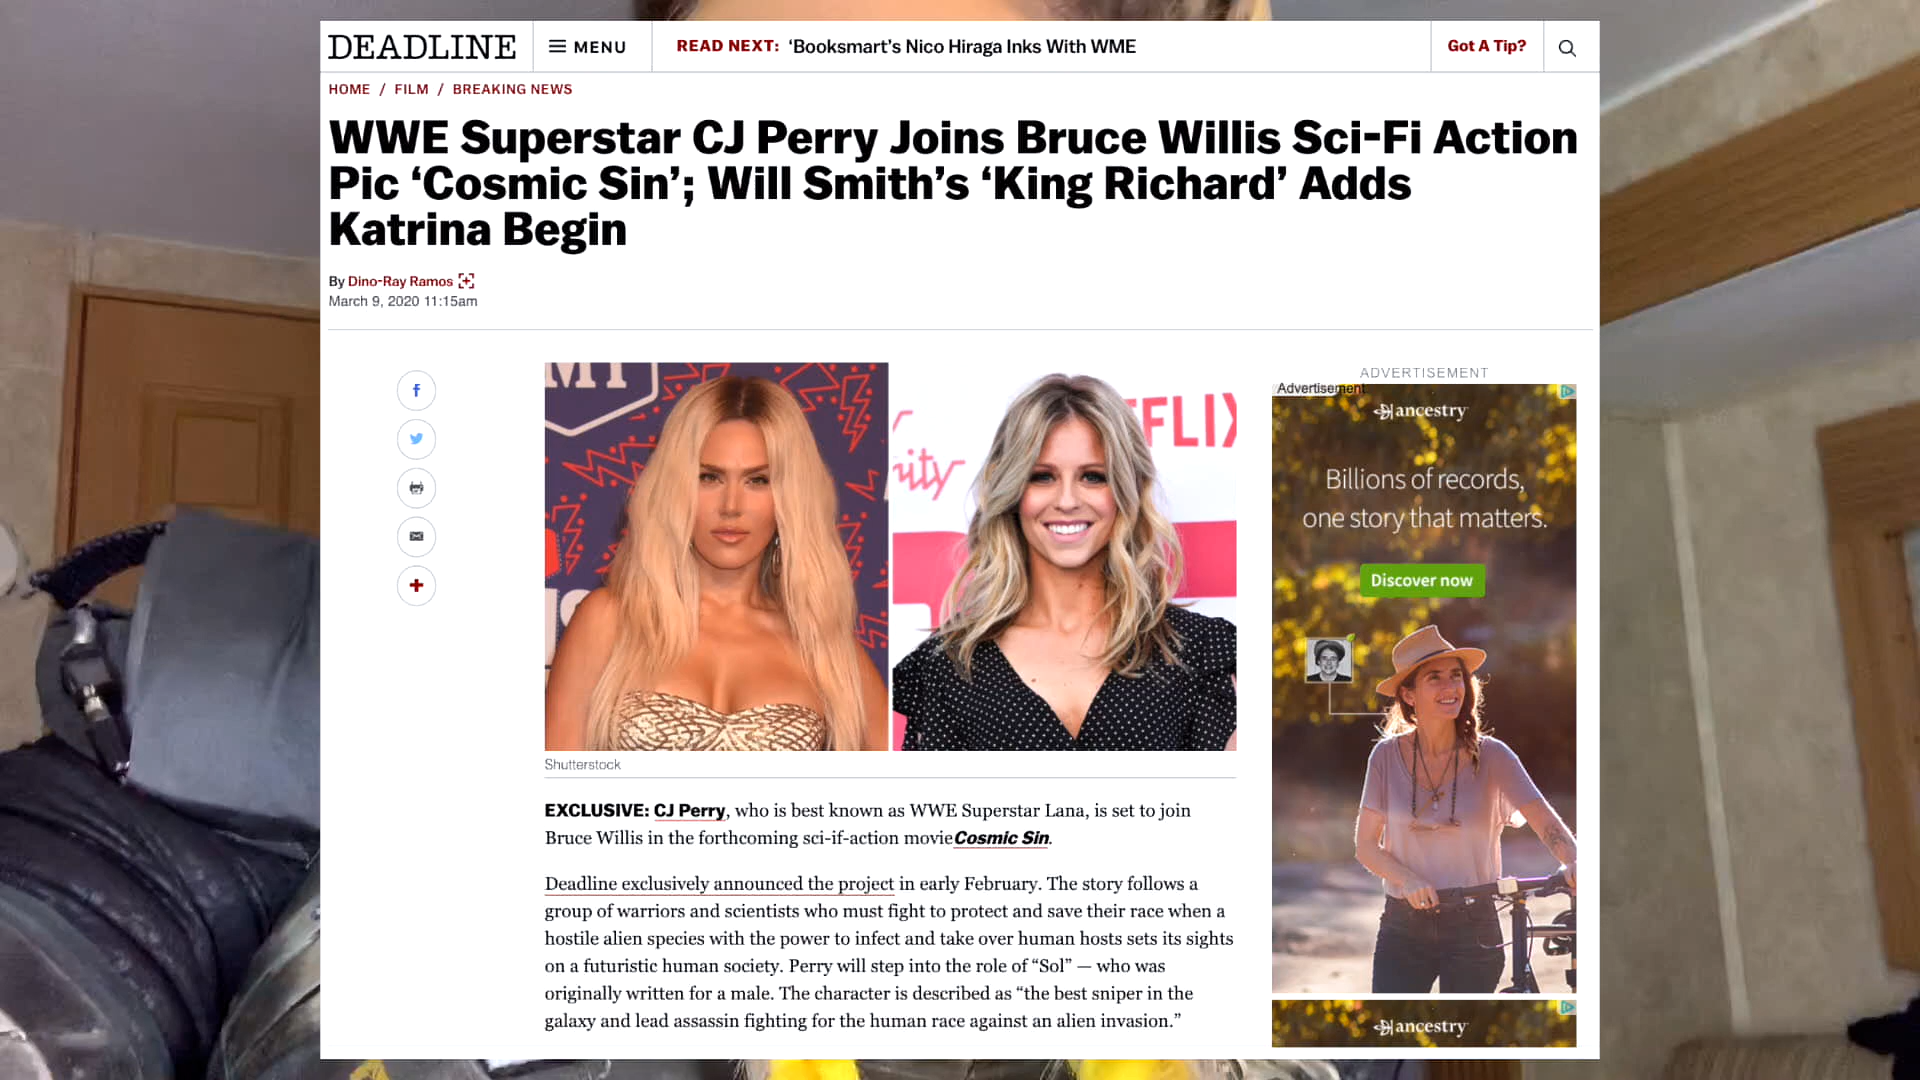 DEADLINE
MENU
READ NEXT: ‘Booksmart’s Nico Hiraga Inks With WME
Got A Tip?
HOME / FILM / BREAKING NEWS
WWE Superstar CJ Perry Joins Bruce Willis Sci-Fi Action
Pic ‘Cosmic Sin’; Will Smith’s ‘King Richard’ Adds
Katrina Begin
By Dino-Ray Ramos
March 9, 2020 11:15am
MT
FLIX
ity
Shutterstock
EXCLUSIVE: CJ Perry, who is best known as WWE Superstar Lana, is set to join
Bruce Willis in the forthcoming sci-if-action movie Cosmic Sin.
Deadline exclusively announced the project in early February. The story follows a
group of warriors and scientists who must fight to protect and save their race when a
hostile alien species with the power to infect and take over human hosts sets its sights
on a futuristic human society. Perry will step into the role of “Sol” — who was
originally written for a male. The character is described as “the best sniper in the
galaxy and lead assassin fighting for the human race against an alien invasion.”
ADVERTISEMENT
Advertisement
ancestry
Billions of records,
one story that matters.
Discover now
ancestry